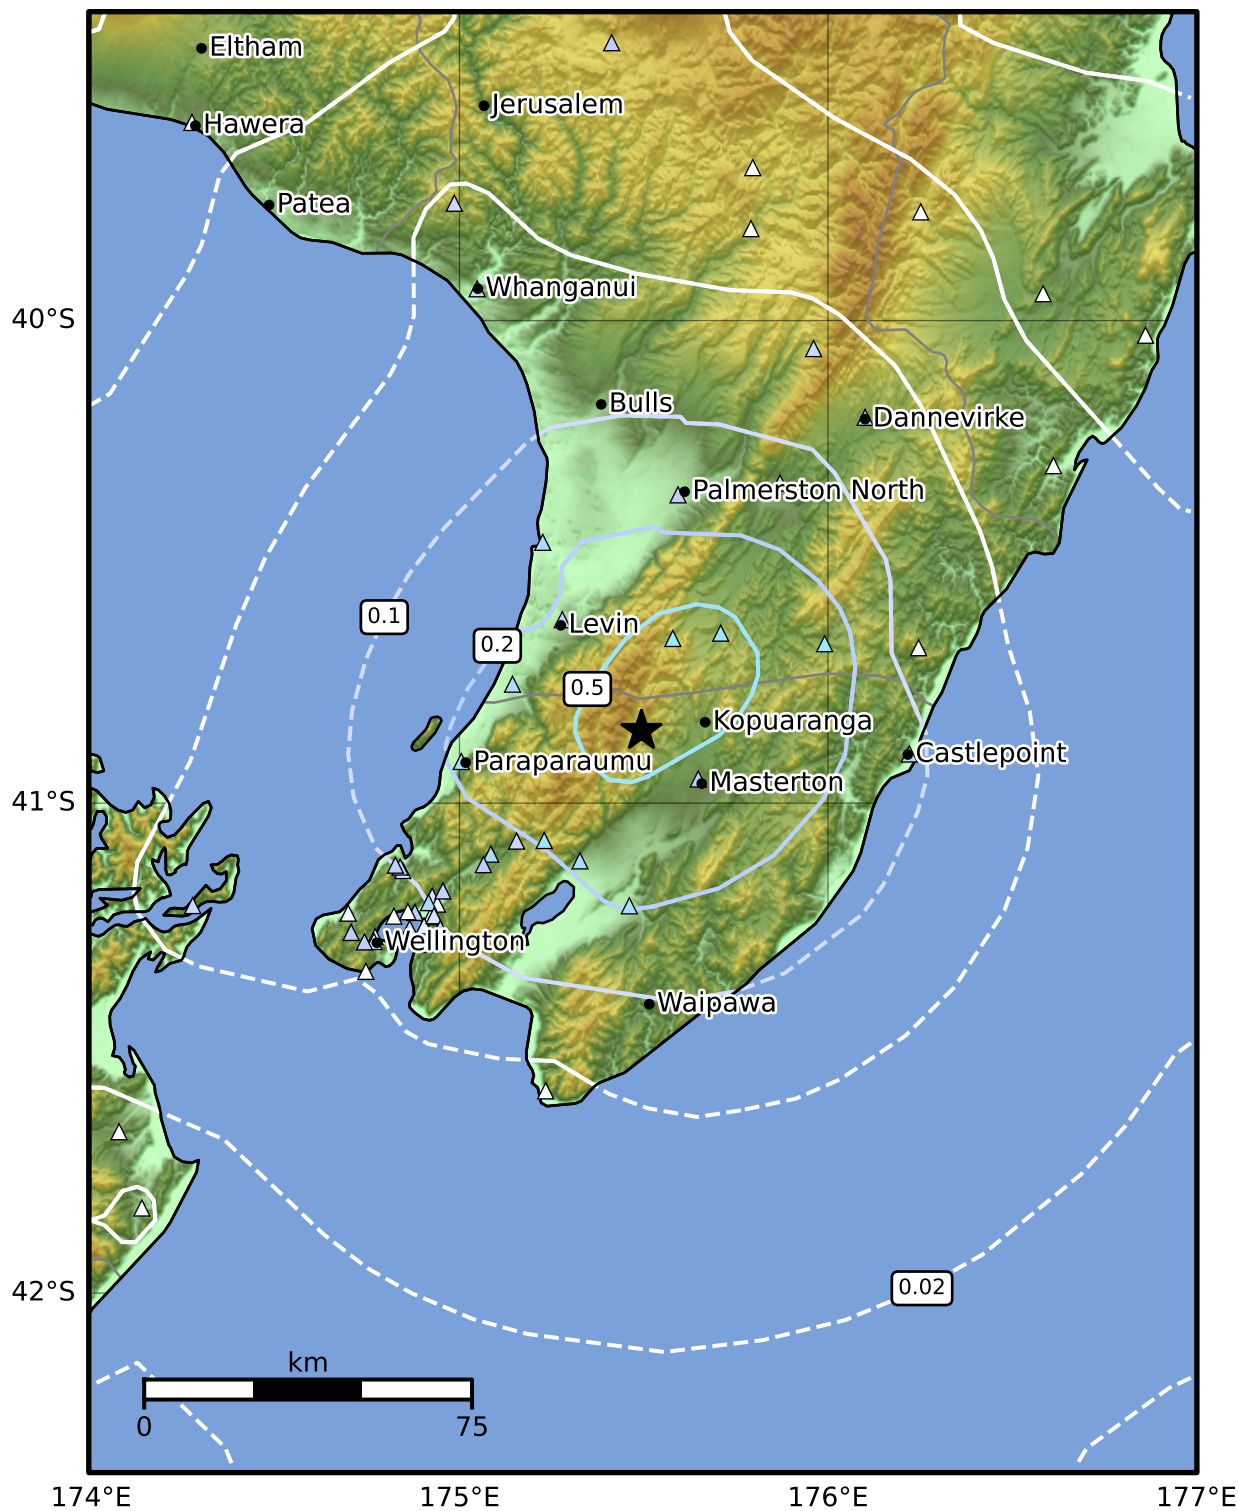 Eltham
Jerusalem
Hawera
Patea
Whanganui
40°S
Bulls
Dannevirke
Palmerston North
0.1
Levin
0.2
0.5
Kopuaranga
Castlepoint
Paraparaumu
Masterton
41°S
Wellington
Waipawa
0.02
42°S
km
0 75
174°E 175°E 176°E 177°E